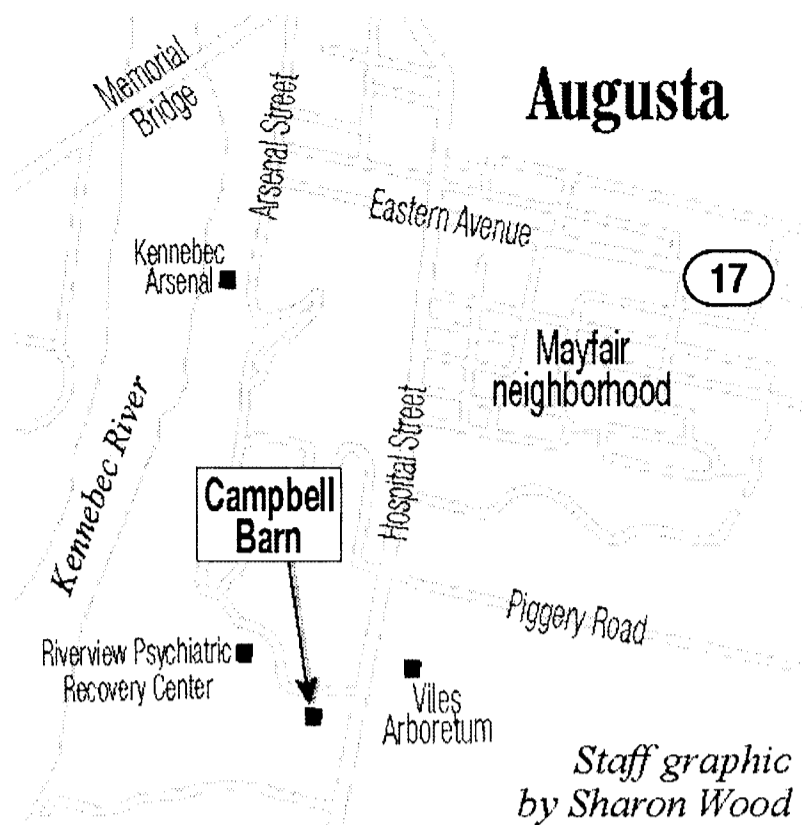 Memorial
Bridge
Augusta
Arsenal Street
Eastern Avenue
Kennebec
Arsenal
17
Mayfair
neighborhood
Kennebec River
Hospital Street
Campbell
Barn
Piggery Road
Riverview Psychiatric
Recovery Center
Viles
Arboretum
Staff graphic
by Sharon Wood